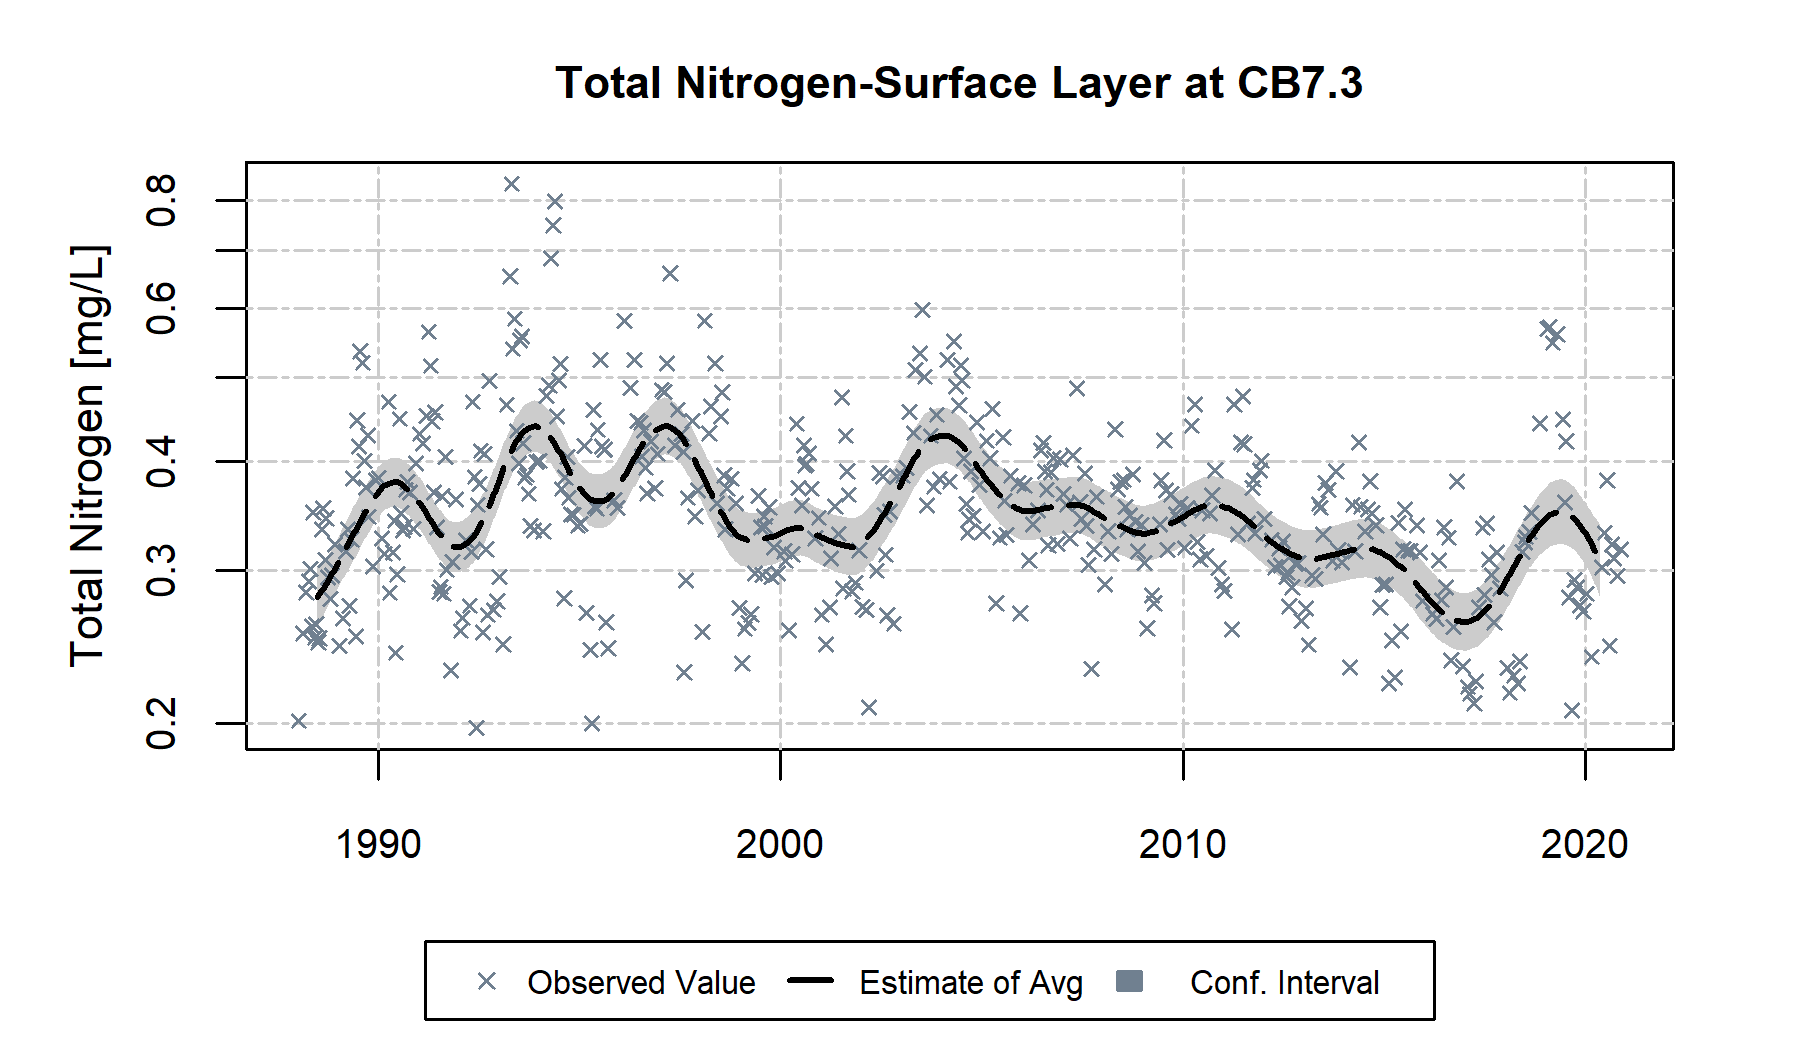 Total Nitrogen-Surface Layer at CB7.3
Total Nitrogen [mg/L]
0.8
0.6
0.4
0.3
0.2
1990 2000 2010 2020
Observed Value Estimate of Avg Conf. Interval